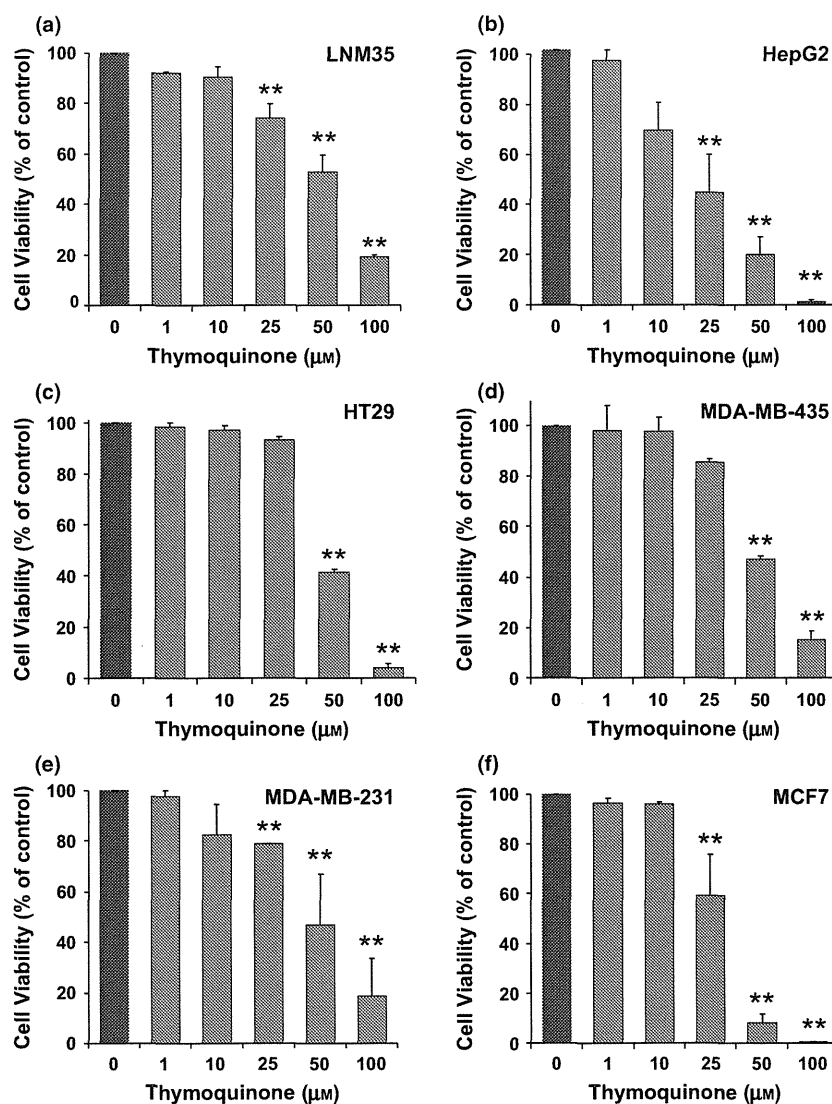 (a)
LNM35
Cell Viability (% of control)
100
80
60
40
20
0
**
**
**
0 1 10 25 50 100
Thymoquinone (μM)
(b)
HepG2
Cell Viability (% of control)
100
80
60
40
20
0
**
**
**
0 1 10 25 50 100
Thymoquinone (μM)
(c)
HT29
Cell Viability (% of control)
100
80
60
40
20
0
**
**
0 1 10 25 50 100
Thymoquinone (μM)
(d)
MDA-MB-435
Cell Viability (% of control)
100
80
60
40
20
0
**
**
0 1 10 25 50 100
Thymoquinone (μM)
(e)
MDA-MB-231
Cell Viability (% of control)
100
80
60
40
20
0
**
**
**
0 1 10 25 50 100
Thymoquinone (μM)
(f)
MCF7
Cell Viability (% of control)
100
80
60
40
20
0
**
**
**
0 1 10 25 50 100
Thymoquinone (μM)